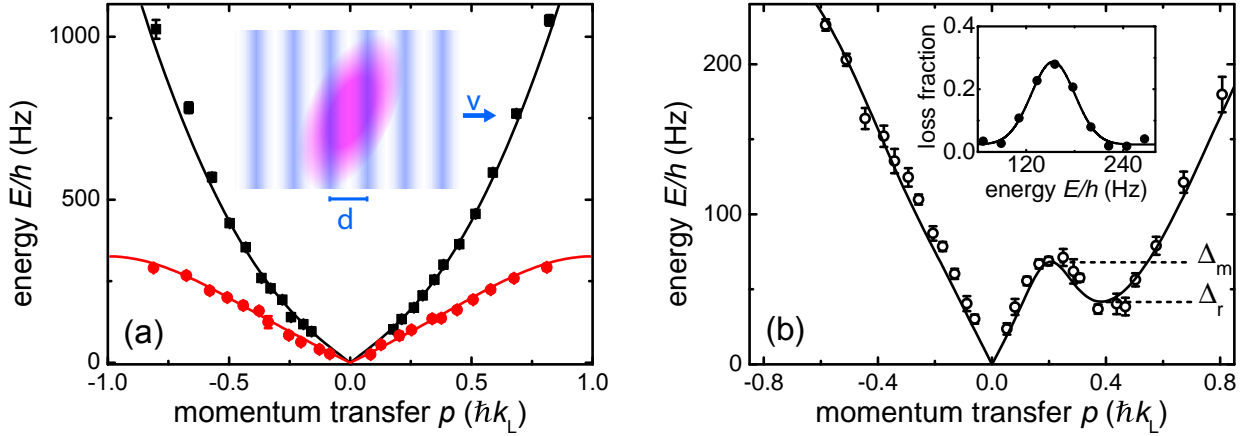 1000
500
0
energy E/h (Hz)
v
d
(a)
-1.0
-0.5
0.0
0.5
1.0
momentum transfer p (ħk_L)
200
100
0
energy E/h (Hz)
0.4
0.2
0.0
loss fraction
120
240
energy E/h (Hz)
Δ_m
Δ_r
(b)
-0.8
-0.4
0.0
0.4
0.8
momentum transfer p (ħk_L)